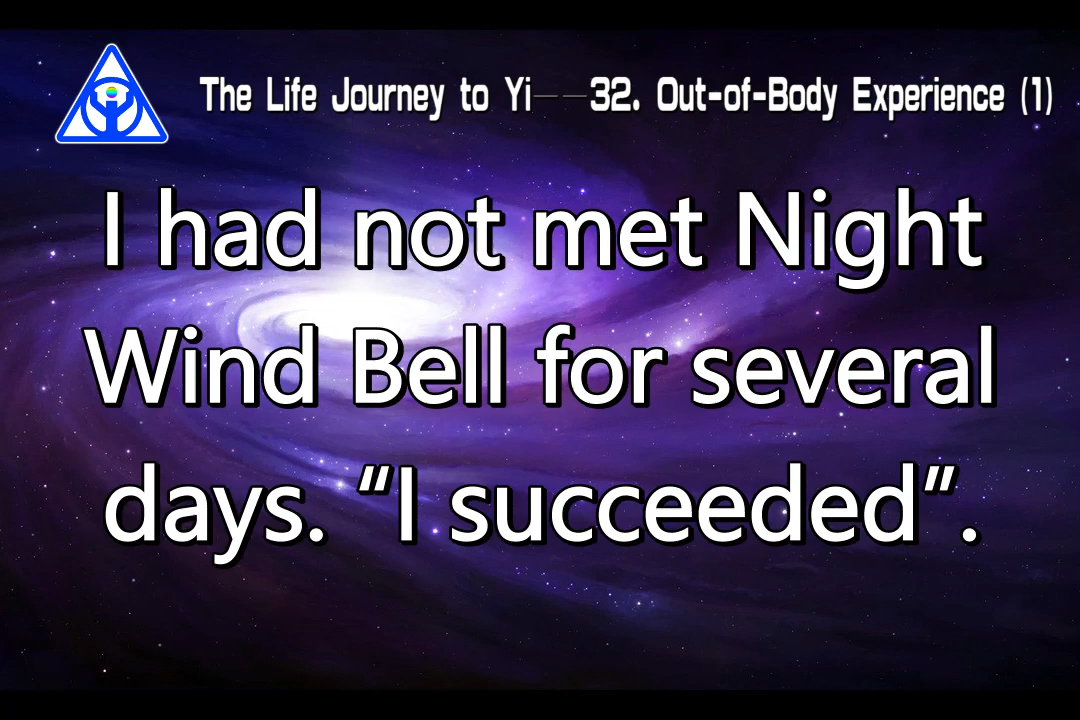 The Life Journey to Yi——32. Out-of-Body Experience (1)
I had not met Night
Wind Bell for several
days. “I succeeded”.